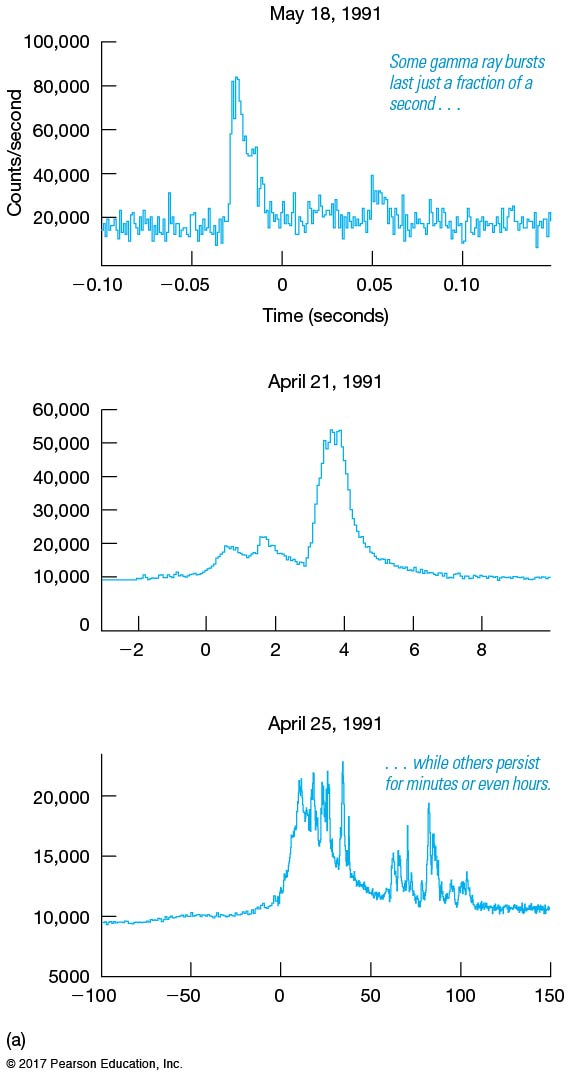 May 18, 1991
100,000
80,000
60,000
40,000
20,000
Counts/second
Some gamma ray bursts
last just a fraction of a
second . . .
−0.10 −0.05 0 0.05 0.10
Time (seconds)
April 21, 1991
60,000
50,000
40,000
30,000
20,000
10,000
0
−2 0 2 4 6 8
April 25, 1991
. . . while others persist
for minutes or even hours.
20,000
15,000
10,000
5000
−100 −50 0 50 100 150
(a)
© 2017 Pearson Education, Inc.